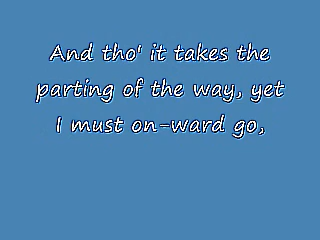 And tho' it takes the
parting of the way, yet
I must on-ward go,